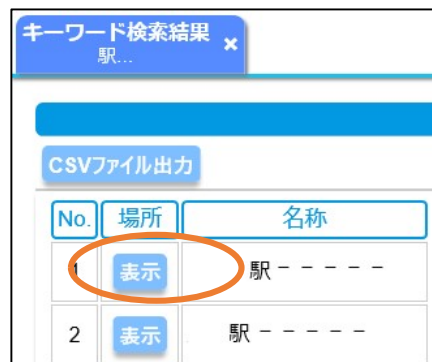 キーワード検索結果 ×
駅...
CSVファイル出力
No. 場所 名称
1 表示 駅－－－－－
2 表示 駅－－－－－